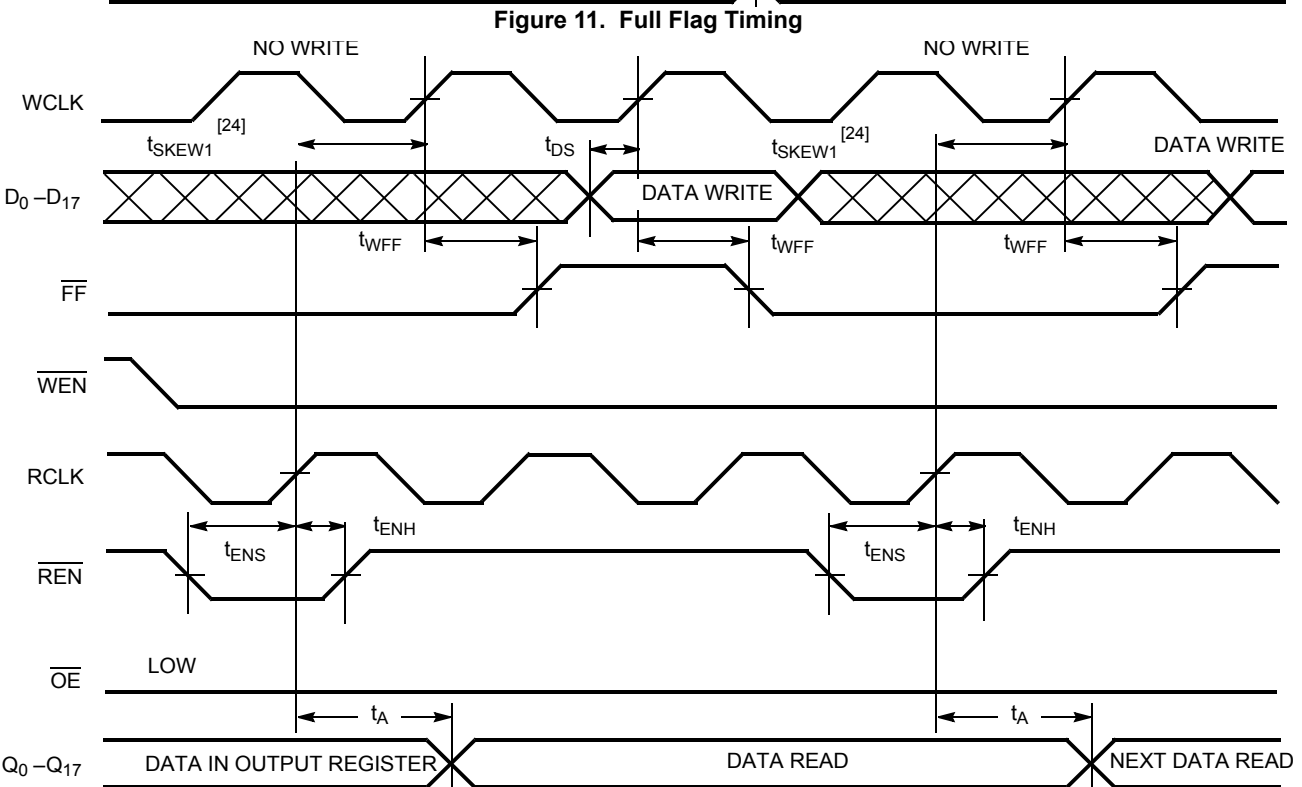 Figure 11. Full Flag Timing
NO WRITE NO WRITE
WCLK
tSKEW1 [24] tDS tSKEW1 [24] DATA WRITE
D0 –D17 DATA WRITE
tWFF tWFF tWFF
FF
WEN
RCLK
tENS tENH tENS tENH
REN
LOW
OE
tA tA
Q0 –Q17 DATA IN OUTPUT REGISTER DATA READ NEXT DATA READ